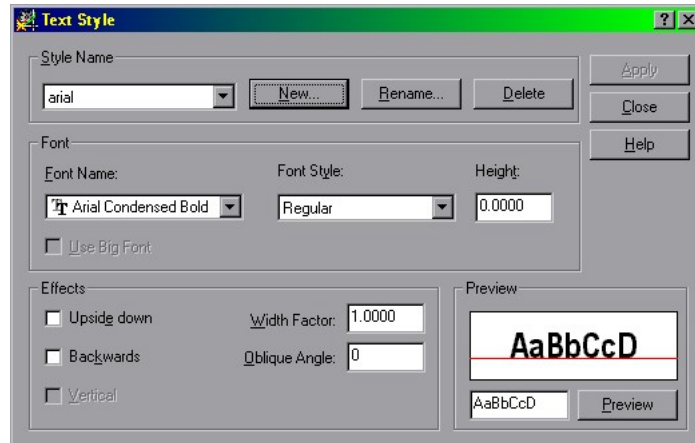 Text Style
Style Name
arial
New...
Rename...
Delete
Apply
Close
Help
Font
Font Name:
Font Style:
Height:
Arial Condensed Bold
Regular
0.0000
Use Big Font
Effects
Upside down
Width Factor:
1.0000
Backwards
Oblique Angle:
0
Vertical
Preview
AaBbCcD
AaBbCcD
Preview